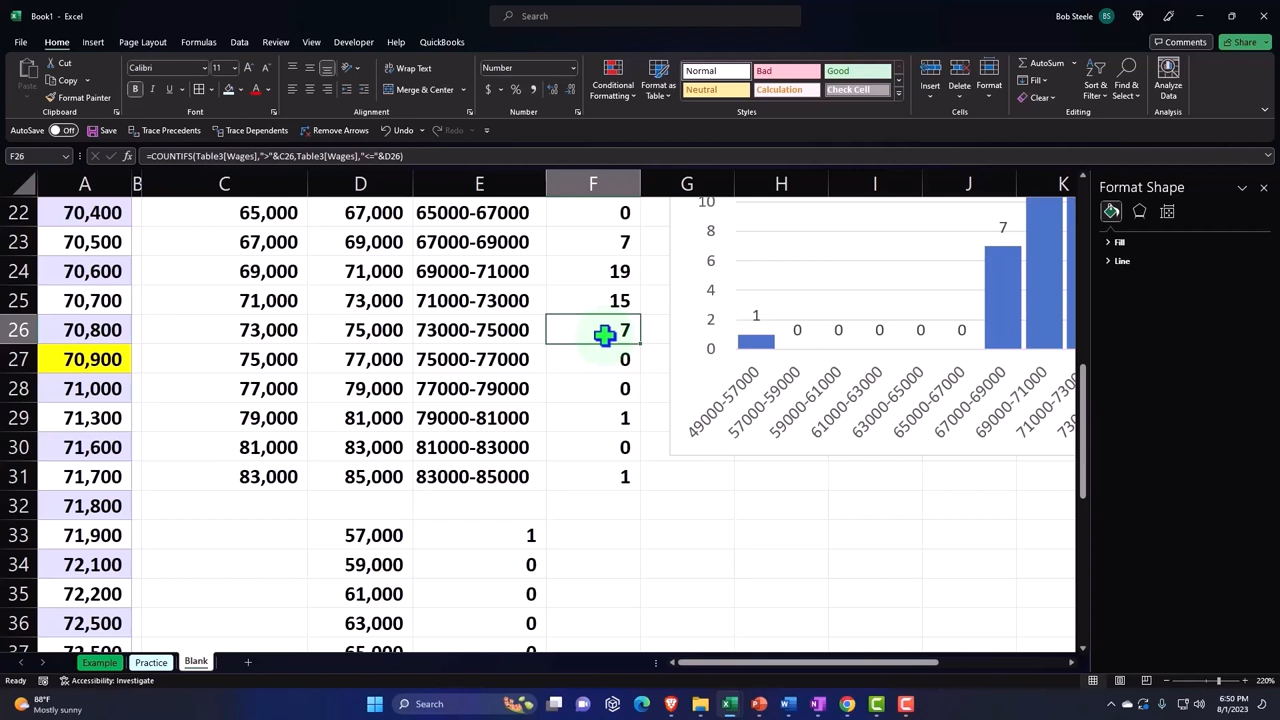 Book1 - Excel
Search
Bob Steele
BS
File Home Insert Page Layout Formulas Data Review View Developer Automate Help QuickBooks
Comments
Share
Cut
Copy
Paste
Format Painter
Clipboard
Calibri
11
Font
Wrap Text
Merge & Center
Alignment
Number
Number
Conditional Formatting
Format as Table
Normal
Bad
Good
Neutral
Calculation
Check Cell
Styles
Insert
Delete
Format
Cells
AutoSum
Fill
Clear
Sort & Filter
Find & Select
Editing
Analyze Data
Analysis
AutoSave Off Save Trace Precedents Trace Dependents Remove Arrows Undo Redo
F26 fx =COUNTIFS(Table3[Wages],">"&C26,Table3[Wages],"<="&D26)
A B C D E F G H I J K
22 70,400 65,000 67,000 65000-67000 0
23 70,500 67,000 69,000 67000-69000 7
24 70,600 69,000 71,000 69000-71000 19
25 70,700 71,000 73,000 71000-73000 15
26 70,800 73,000 75,000 73000-75000 7
27 70,900 75,000 77,000 75000-77000 0
28 71,000 77,000 79,000 77000-79000 0
29 71,300 79,000 81,000 79000-81000 1
30 71,600 81,000 83,000 81000-83000 0
31 71,700 83,000 85,000 83000-85000 1
32 71,800
33 71,900 57,000 1
34 72,100 59,000 0
35 72,200 61,000 0
36 72,500 63,000 0
10
8
6
4
2
0
1 0 0 0 0 0 7
49000-57000
57000-59000
59000-61000
61000-63000
63000-65000
65000-67000
67000-69000
69000-71000
Format Shape
Fill
Line
Example Practice Blank
Ready
Accessibility: Investigate
220%
88°F
Mostly sunny
Search
6:50 PM
8/1/2023